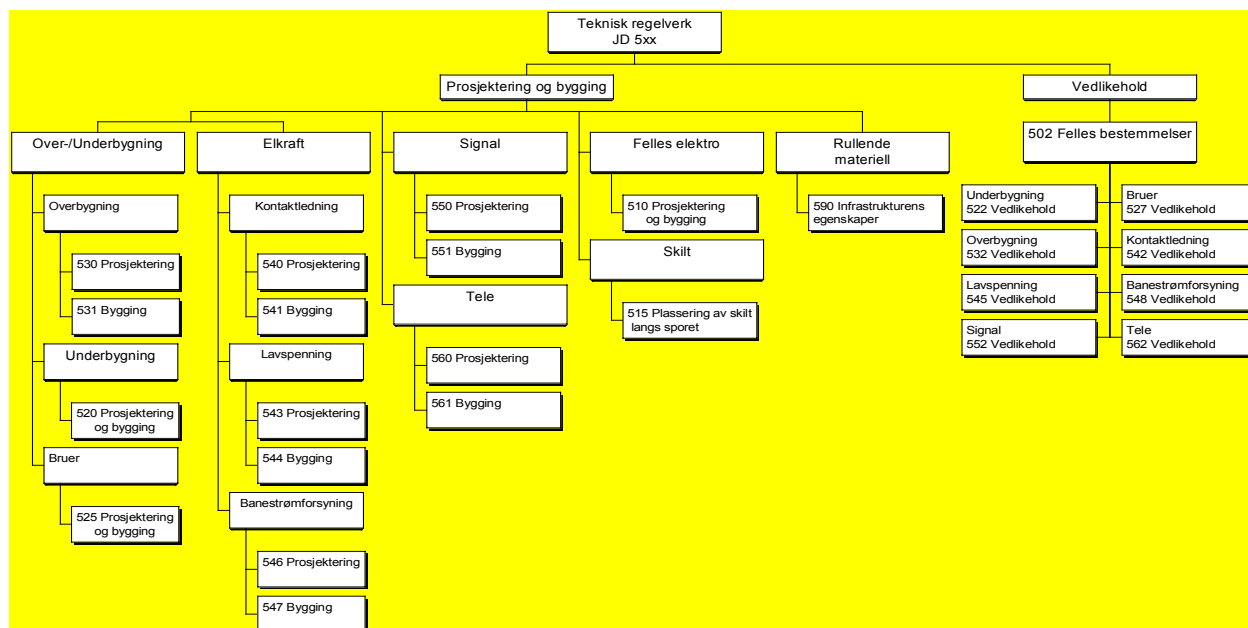 Teknisk regelverk
JD 5xx
Prosjektering og bygging
Vedlikehold
Over-/Underbygning
Elkraft
Signal
Felles elektro
Rullende
materiell
502 Felles bestemmelser
Overbygning
530 Prosjektering
531 Bygging
Underbygning
520 Prosjektering
og bygging
Bruer
525 Prosjektering
og bygging
Kontaktledning
540 Prosjektering
541 Bygging
Lavspenning
543 Prosjektering
544 Bygging
Banestrømforsyning
546 Prosjektering
547 Bygging
550 Prosjektering
551 Bygging
Tele
560 Prosjektering
561 Bygging
510 Prosjektering
og bygging
Skilt
515 Plassering av skilt
langs sporet
590 Infrastrukturens
egenskaper
Underbygning
522 Vedlikehold
Bruer
527 Vedlikehold
Overbygning
532 Vedlikehold
Kontaktledning
542 Vedlikehold
Lavspenning
545 Vedlikehold
Banestrømforsyning
548 Vedlikehold
Signal
552 Vedlikehold
Tele
562 Vedlikehold